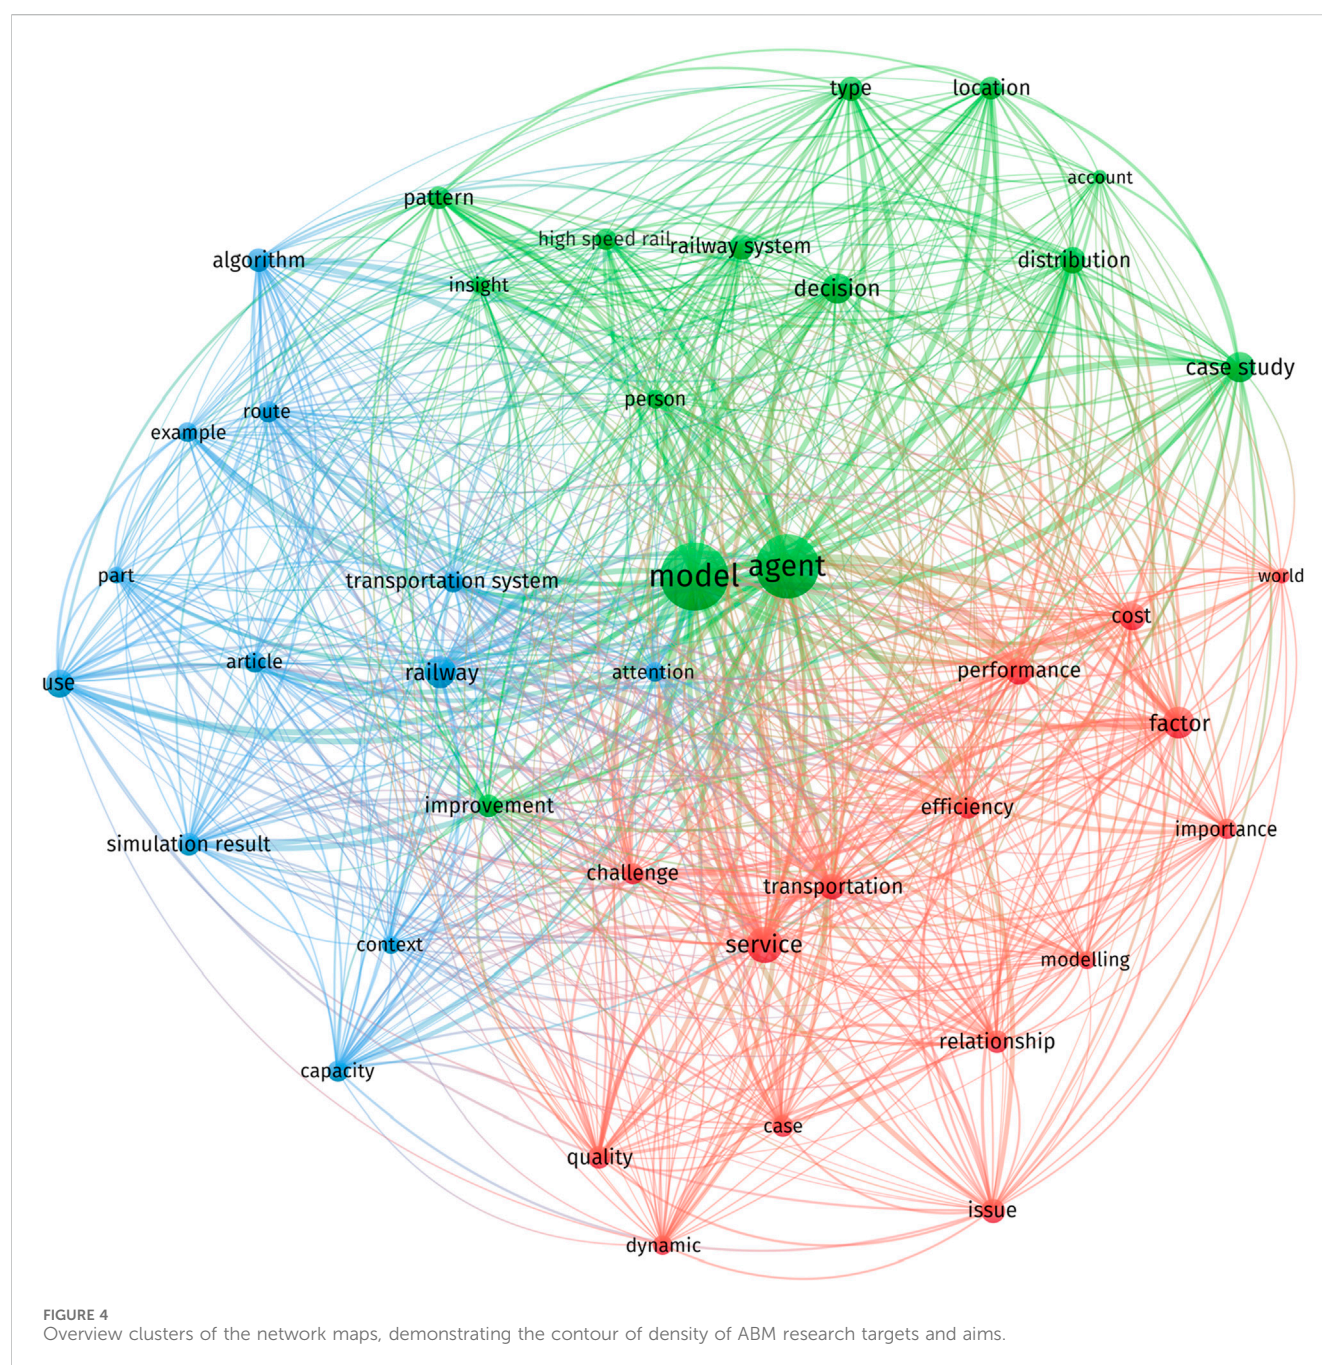 type
location
account
pattern
high speed rail
railway system
algorithm
distribution
insight
decision
case study
person
route
example
model
agent
part
transportation system
world
cost
article
railway
attention
performance
use
factor
improvement
efficiency
importance
simulation result
challenge
transportation
context
service
modelling
relationship
capacity
case
quality
issue
dynamic
FIGURE 4
Overview clusters of the network maps, demonstrating the contour of density of ABM research targets and aims.